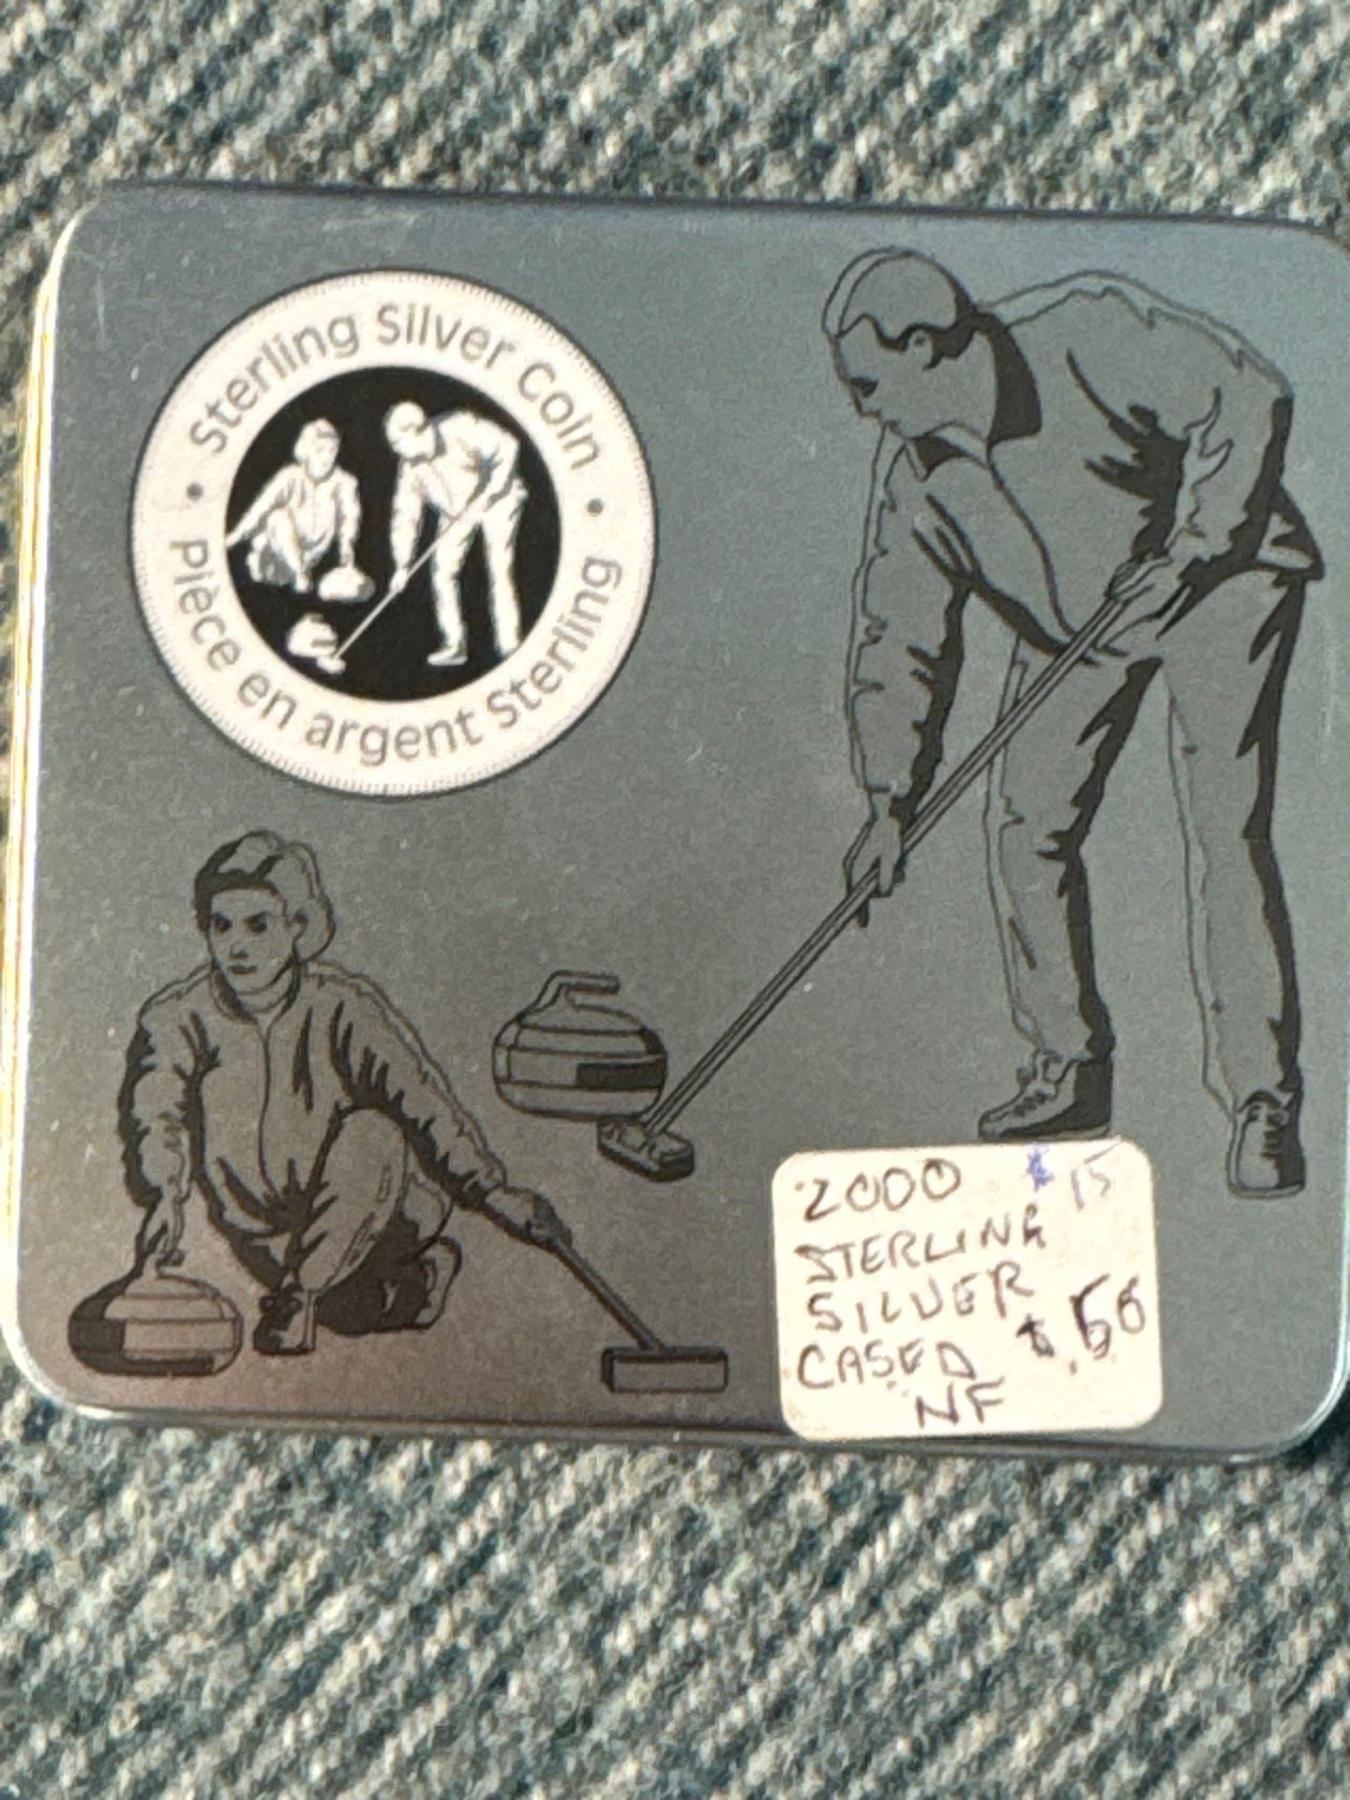 Sterling Silver Coin
Pièce en argent Sterling
2000 $15
STERLING
SILVER
CASED $.50
NF